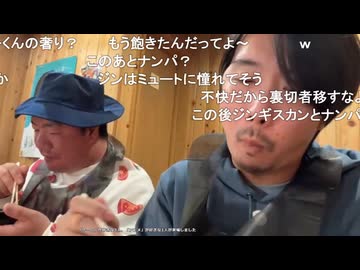 くんの奢り？
もう飽きたんだってよ～
w
このあとナンパ？
か
ジンはミュートに憧れてそう
不快だから裏切者移すなよ
この後ジンギスカンとナンパ